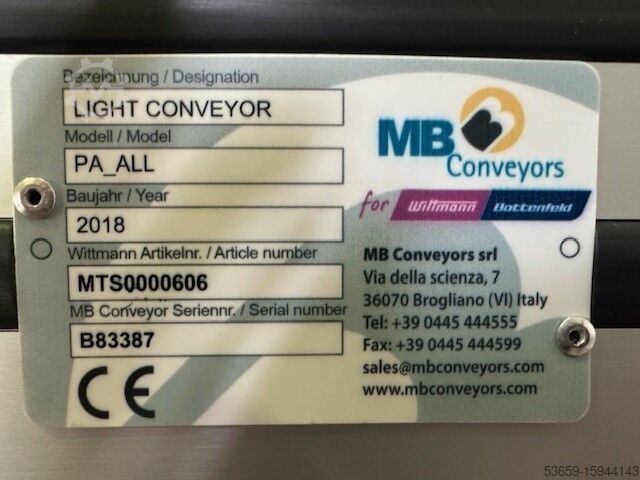 Bezeichnung / Designation
LIGHT CONVEYOR
Modell / Model
PA_ALL
Baujahr / Year
2018
Wittmann Artikelnr. / Article number
MTS0000606
MB Conveyor Seriennr. / Serial number
B83387
CE
MB
Conveyors
for Wittmann Battenfeld
MB Conveyors srl
Via della scienza, 7
36070 Brogliano (VI) Italy
Tel: +39 0445 444555
Fax: +39 0445 444599
sales@mbconveyors.com
www.mbconveyors.com
53659-15944143